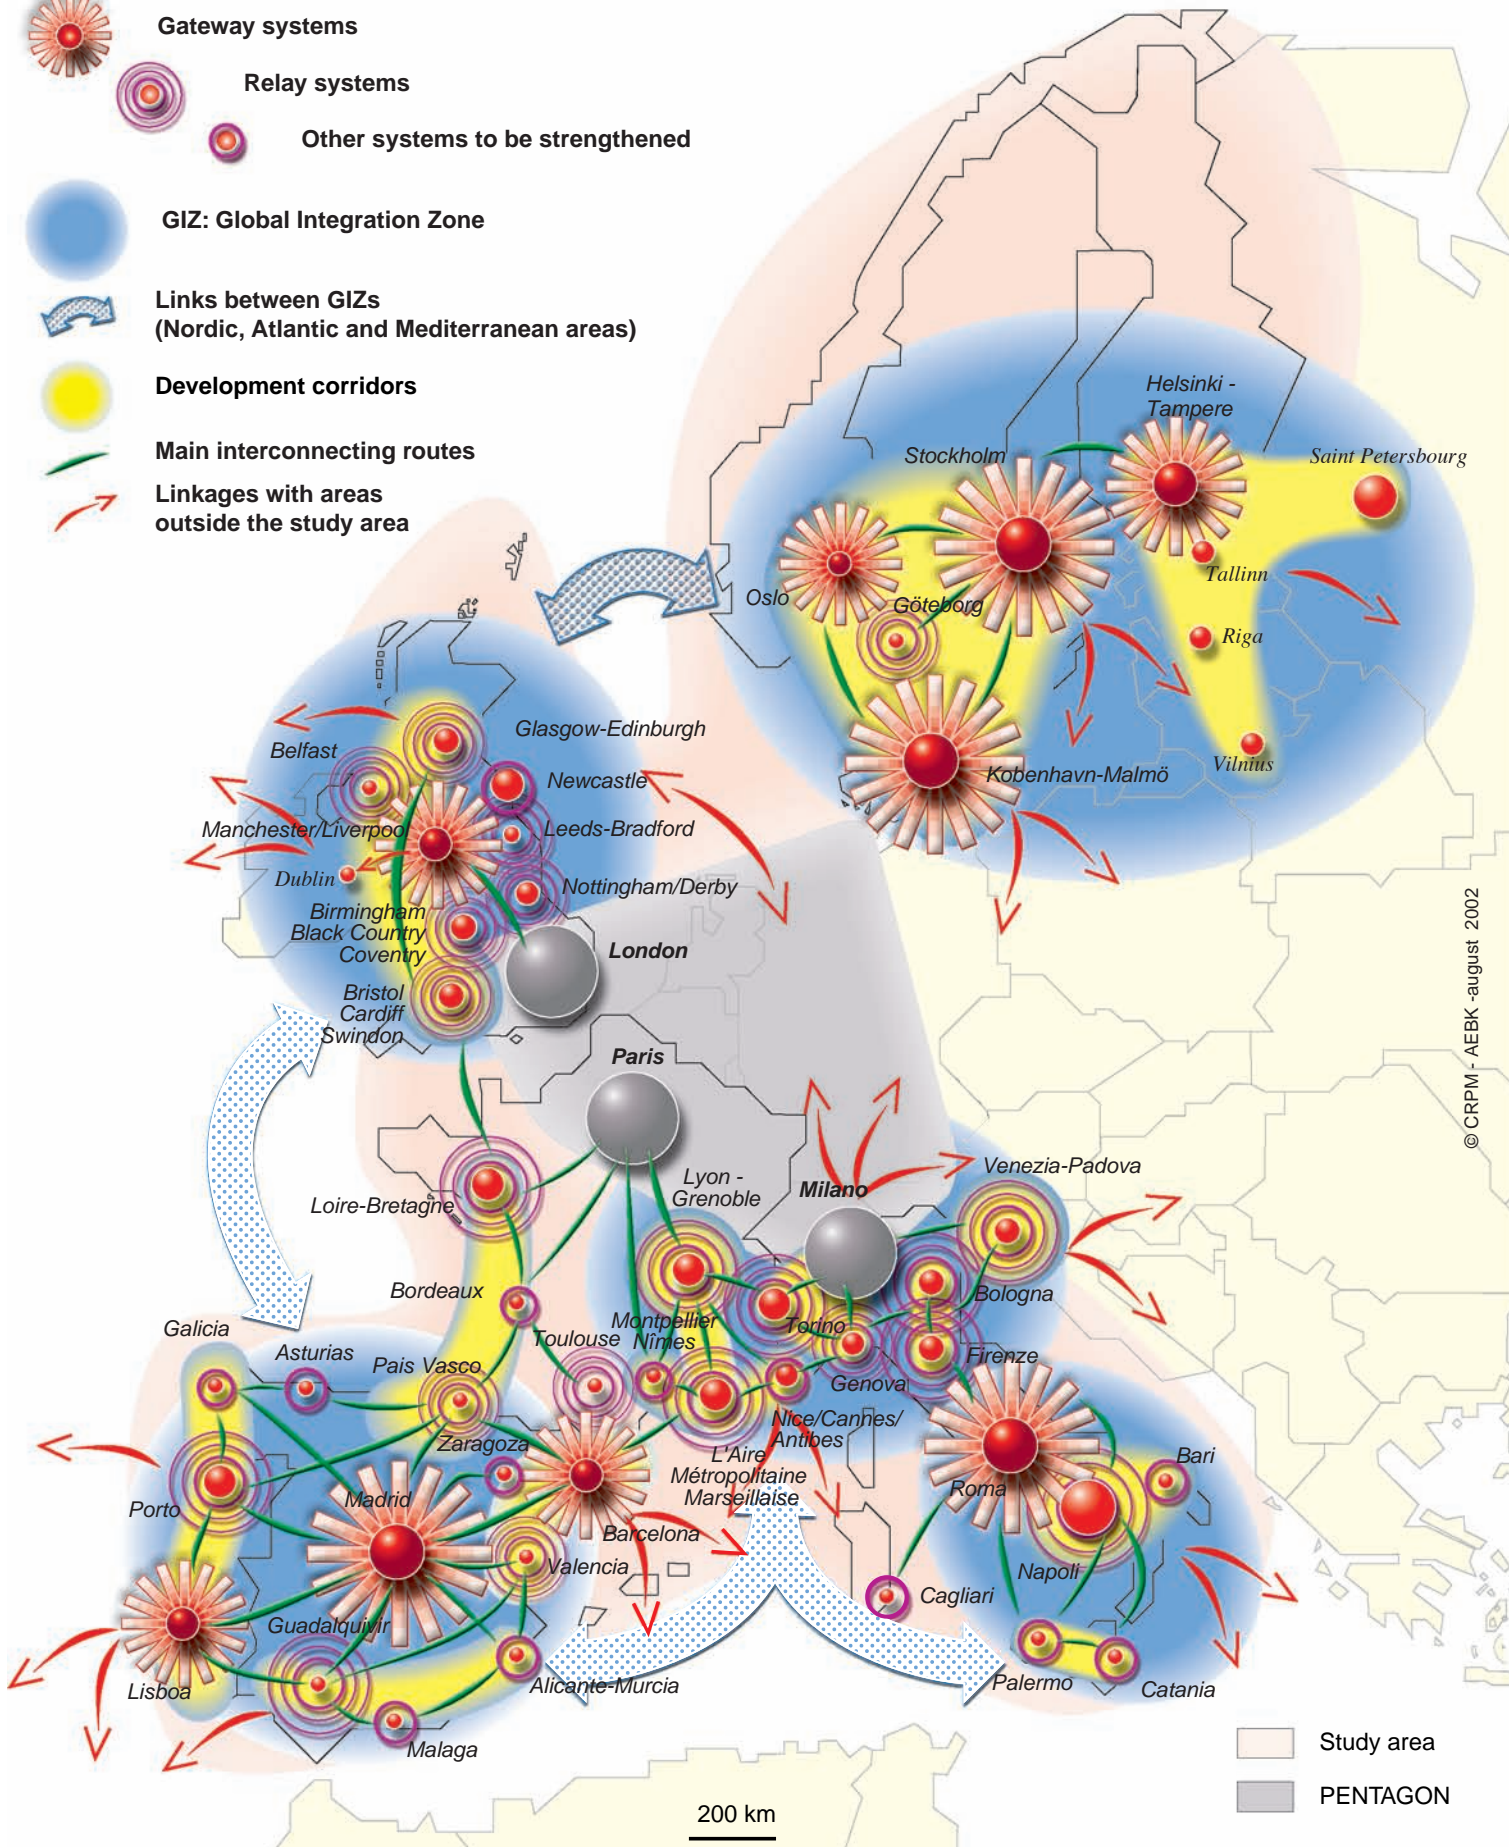 Gateway systems
Relay systems
Other systems to be strengthened
GIZ: Global Integration Zone
Links between GIZs
(Nordic, Atlantic and Mediterranean areas)
Development corridors
Main interconnecting routes
Linkages with areas
outside the study area
Helsinki -
Tampere
Stockholm
Saint Petersbourg
Oslo
Göteborg
Tallinn
Riga
Vilnius
Kobenhavn-Malmö
Glasgow-Edinburgh
Belfast
Newcastle
Manchester/Liverpool
Leeds-Bradford
Dublin
Nottingham/Derby
Birmingham
Black Country
Coventry
London
Bristol
Cardiff
Swindon
Paris
Loire-Bretagne
Lyon -
Grenoble
Milano
Venezia-Padova
Bordeaux
Bologna
Galicia
Asturias
Pais Vasco
Toulouse
Montpellier
Nîmes
Torino
Firenze
Genova
Zaragoza
Nice/Cannes/
Antibes
L'Aire
Métropolitaine
Marseillaise
Roma
Bari
Porto
Madrid
Barcelona
Valencia
Napoli
Cagliari
Guadalquivir
Lisboa
Alicante-Murcia
Palermo
Catania
Malaga
© CRPM - AEBK -august 2002
Study area
PENTAGON
200 km